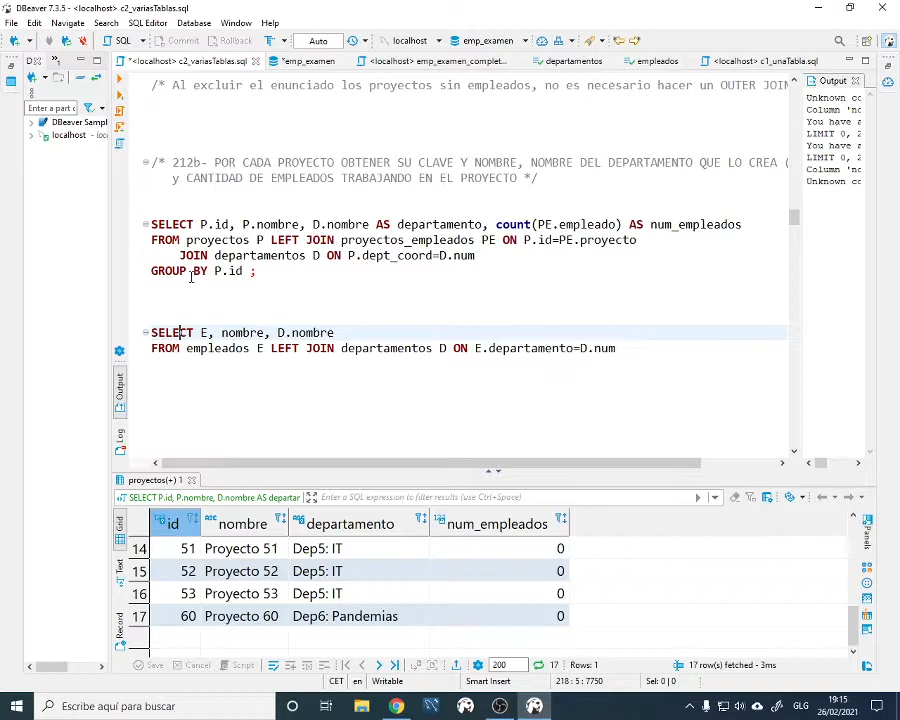 DBeaver 7.3.5 - <localhost> c2_variasTablas.sql
File Edit Navigate Search SQL Editor Database Window Help
SQL Commit Rollback Auto localhost emp_examen
*<localhost> c2_variasTablas.sql *emp_examen <localhost> emp_examen_complet... departamentos empleados <localhost> c1_unaTabla.sql Output
/* Al excluir el enunciado los proyectos sin empleados, no es necesario hacer un OUTER JOIN
/* 212b- POR CADA PROYECTO OBTENER SU CLAVE Y NOMBRE, NOMBRE DEL DEPARTAMENTO QUE LO CREA (
y CANTIDAD DE EMPLEADOS TRABAJANDO EN EL PROYECTO */
SELECT P.id, P.nombre, D.nombre AS departamento, count(PE.empleado) AS num_empleados
FROM proyectos P LEFT JOIN proyectos_empleados PE ON P.id=PE.proyecto
JOIN departamentos D ON P.dept_coord=D.num
GROUP BY P.id ;
SELECT E, nombre, D.nombre
FROM empleados E LEFT JOIN departamentos D ON E.departamento=D.num
Enter a part o
DBeaver Sampl
localhost - loc
Unknown co
Column 'no
You have a
LIMIT 0, 2
You have a
LIMIT 0, 2
Column 'no
Unknown co
Output
Log
proyectos(+) 1
SELECT P.id, P.nombre, D.nombre AS departar Enter a SQL expression to filter results (use Ctrl+Space)
id nombre departamento num_empleados
14 51 Proyecto 51 Dep5: IT 0
15 52 Proyecto 52 Dep5: IT 0
16 53 Proyecto 53 Dep5: IT 0
17 60 Proyecto 60 Dep6: Pandemias 0
Grid
Text
Record
Panels
Save Cancel Script 200 17 Rows: 1 17 row(s) fetched - 3ms
CET en Writable Smart Insert 218 : 5 : 7750 Sel: 0 | 0
Escribe aquí para buscar
GLG
19:15
26/02/2021